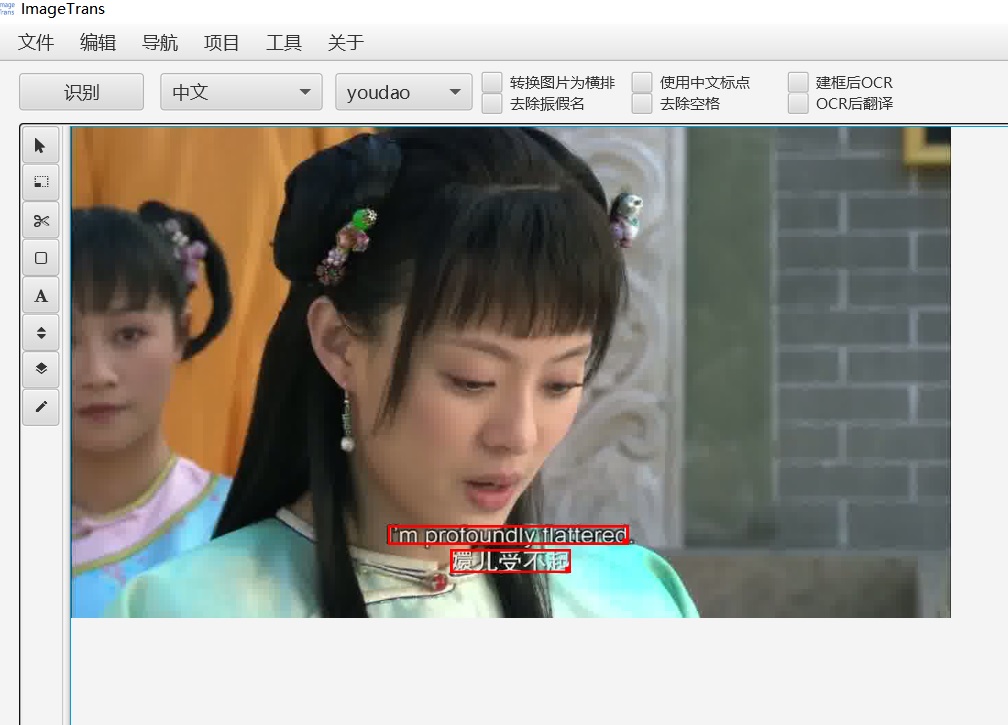 ImageTrans
文件 编辑 导航 项目 工具 关于
识别 中文 youdao 转换图片为横排 使用中文标点 建框后OCR
去除振假名 去除空格 OCR后翻译
A
I'm profoundly flattered.
儿受不起